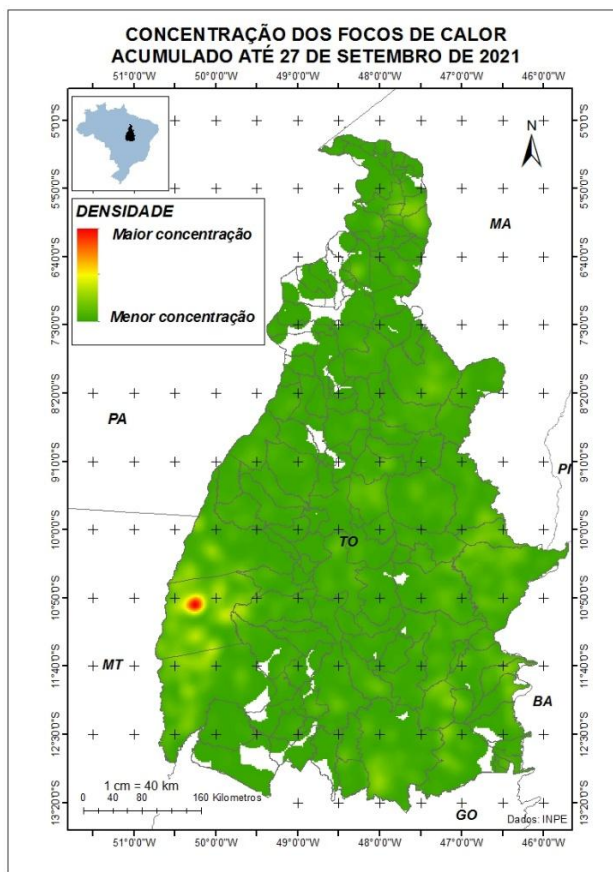 CONCENTRAÇÃO DOS FOCOS DE CALOR
ACUMULADO ATÉ 27 DE SETEMBRO DE 2021
51°0'0"W 50°0'0"W 49°0'0"W 48°0'0"W 47°0'0"W 46°0'0"W
5°0'0"S 5°0'0"S
N
5°50'0"S 5°50'0"S
DENSIDADE
Maior concentração
Menor concentração
MA
6°40'0"S 6°40'0"S
7°30'0"S 7°30'0"S
8°20'0"S 8°20'0"S
PA
9°10'0"S 9°10'0"S
PI
10°0'0"S 10°0'0"S
TO
10°50'0"S 10°50'0"S
11°40'0"S 11°40'0"S
MT
BA
12°30'0"S 12°30'0"S
1 cm = 40 km
0 40 80 160 Kilometros
13°20'0"S 13°20'0"S
GO
Dados: INPE
51°0'0"W 50°0'0"W 49°0'0"W 48°0'0"W 47°0'0"W 46°0'0"W